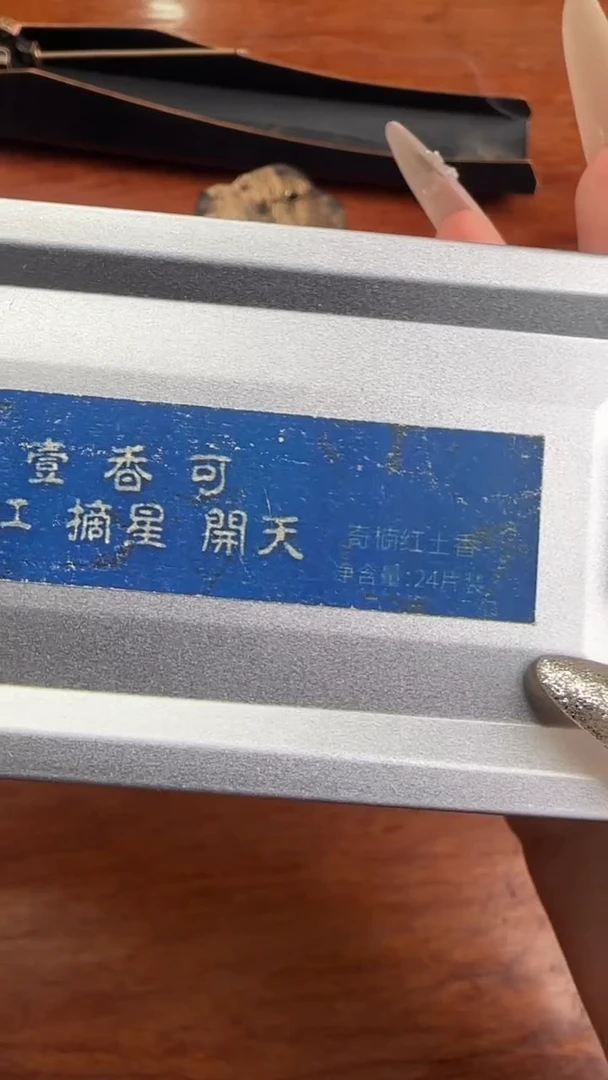 壹香可
工 摘星 開天
奇楠红土香
净含量:24片装